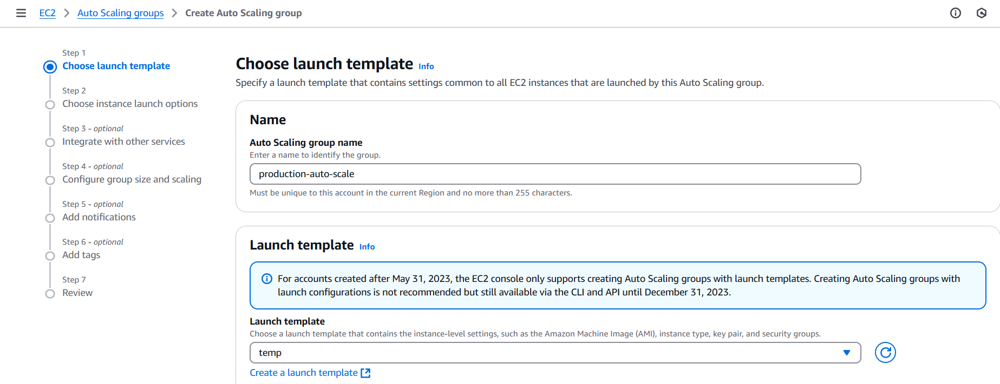 EC2 > Auto Scaling groups > Create Auto Scaling group
Step 1
Choose launch template
Step 2
Choose instance launch options
Step 3 - optional
Integrate with other services
Step 4 - optional
Configure group size and scaling
Step 5 - optional
Add notifications
Step 6 - optional
Add tags
Step 7
Review
Choose launch template Info
Specify a launch template that contains settings common to all EC2 instances that are launched by this Auto Scaling group.
Name
Auto Scaling group name
Enter a name to identify the group.
production-auto-scale
Must be unique to this account in the current Region and no more than 255 characters.
Launch template Info
For accounts created after May 31, 2023, the EC2 console only supports creating Auto Scaling groups with launch templates. Creating Auto Scaling groups with
launch configurations is not recommended but still available via the CLI and API until December 31, 2023.
Launch template
Choose a launch template that contains the instance-level settings, such as the Amazon Machine Image (AMI), instance type, key pair, and security groups.
temp
Create a launch template